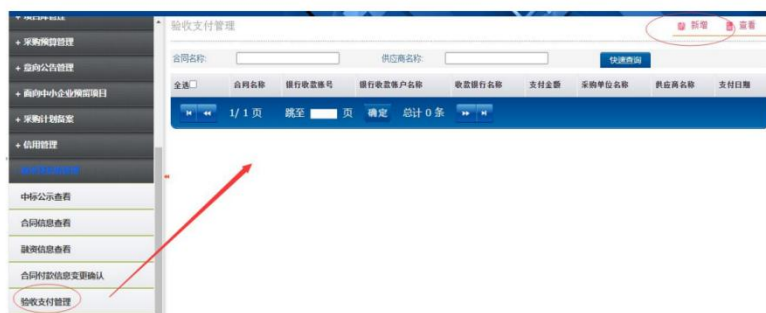 + 项目库管理
+ 采购预算管理
+ 意向公告管理
+ 面向中小企业预留项目
+ 采购计划备案
+ 信用管理
中标公示查看
合同信息查看
融资信息查看
合同付款信息变更确认
验收支付管理
验收支付管理
新增 查看
合同名称: 供应商名称: 快速查询
全选 合同名称 银行收款账号 银行收款账户名称 收款银行名称 支付金额 采购单位名称 供应商名称 支付日期
1/ 1 页 跳至 页 确定 总计 0 条